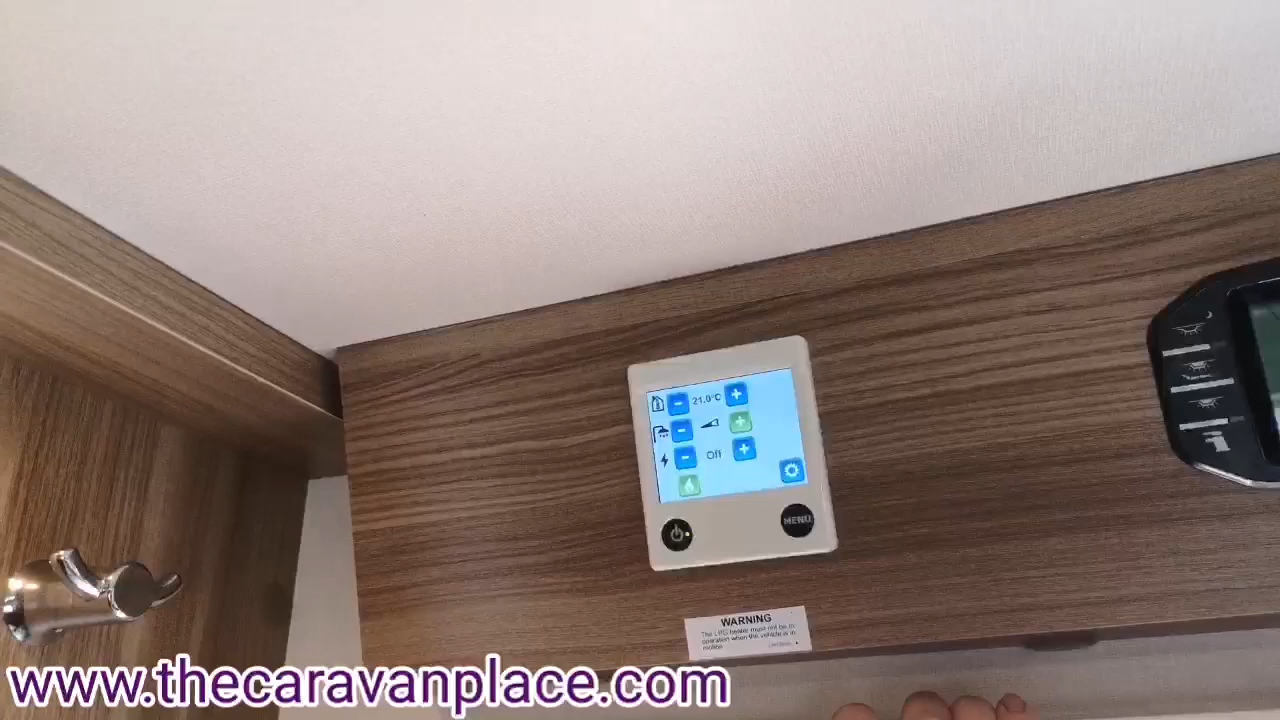 21.0°C
Off
MENU
WARNING
The LPG heater must not be in
operation when the vehicle is in
motion
www.thecaravanplace.com